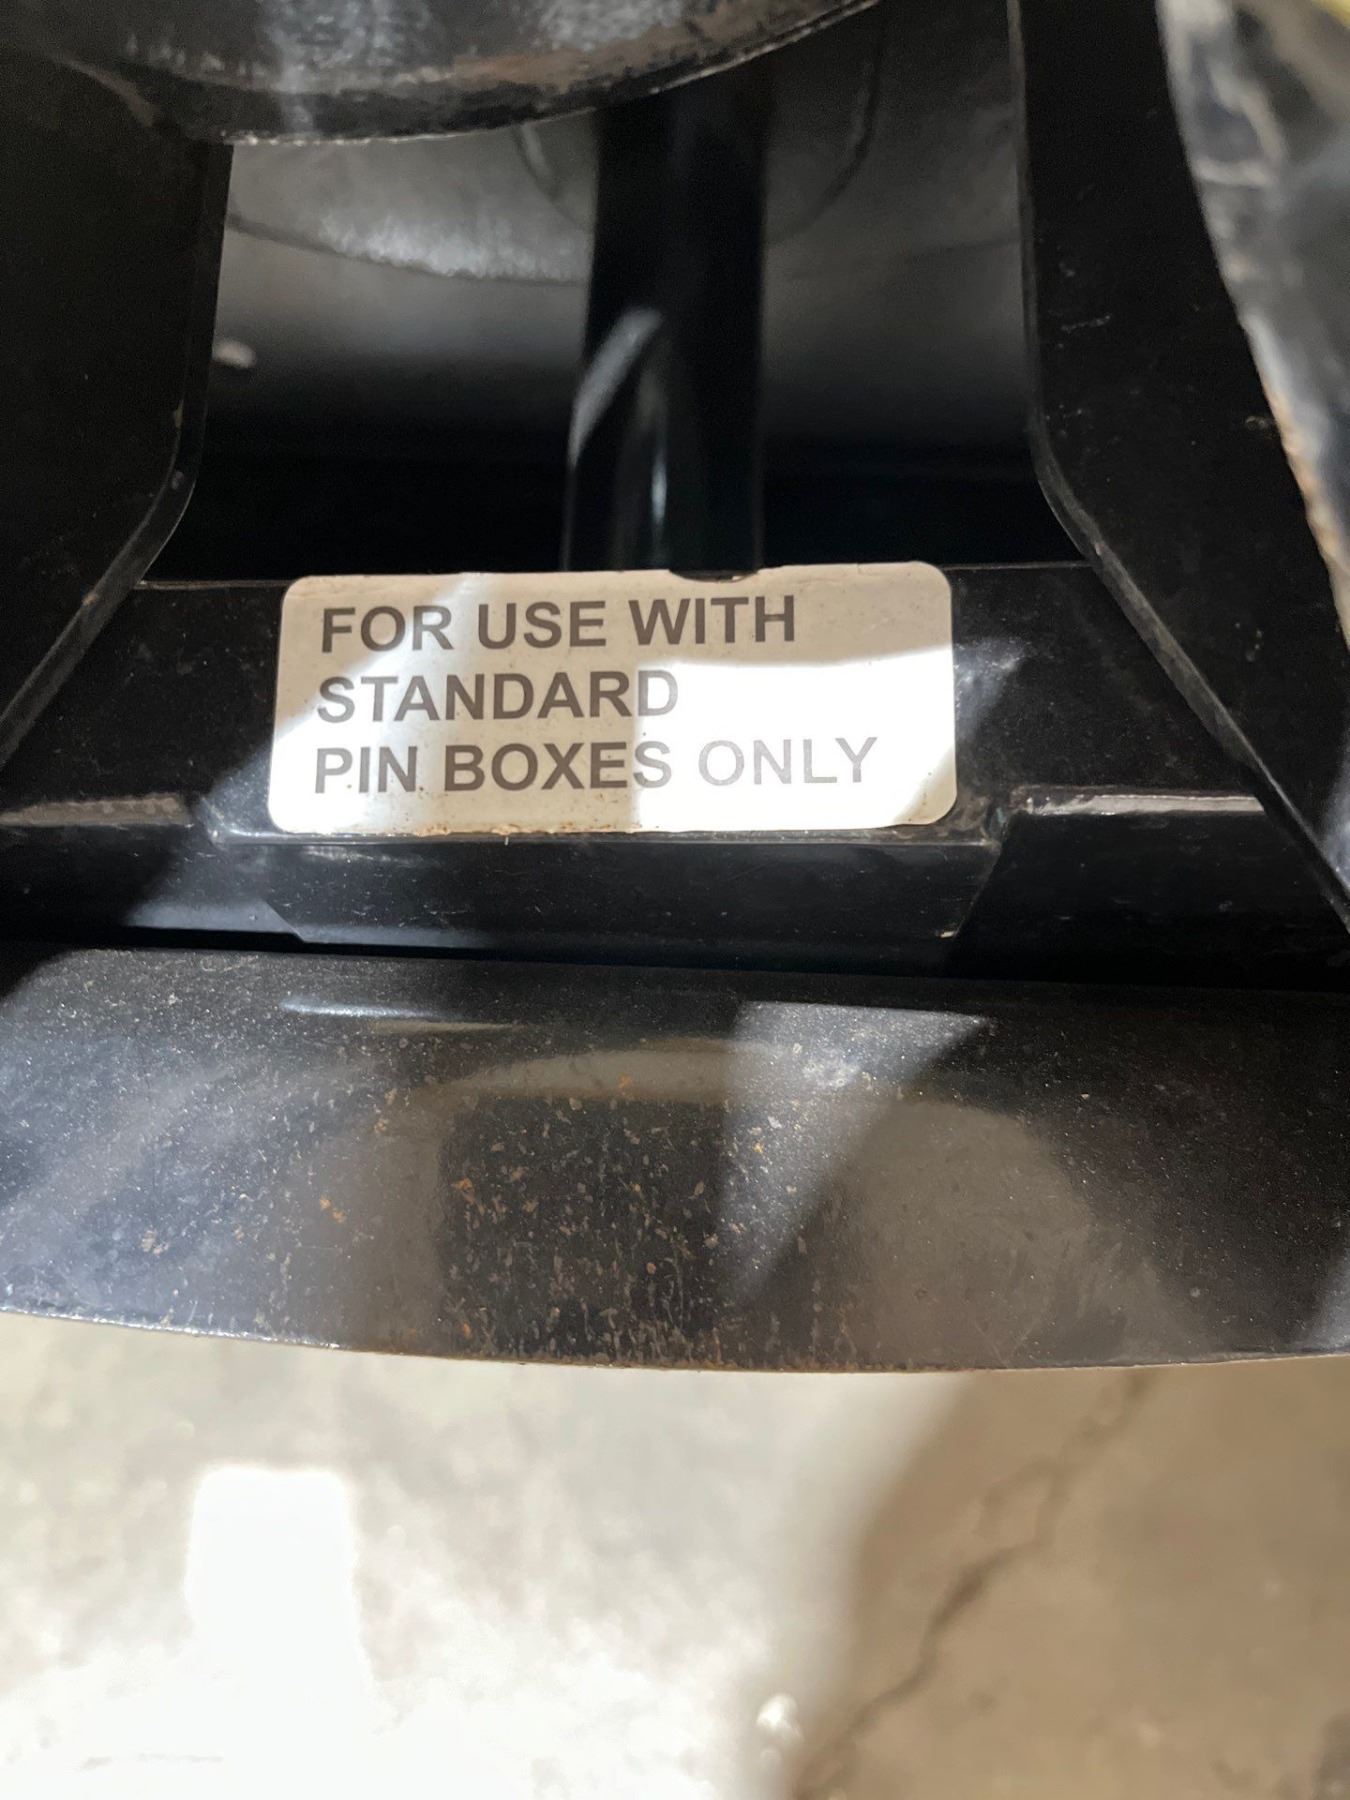 FOR USE WITH
STANDARD
PIN BOXES ONLY